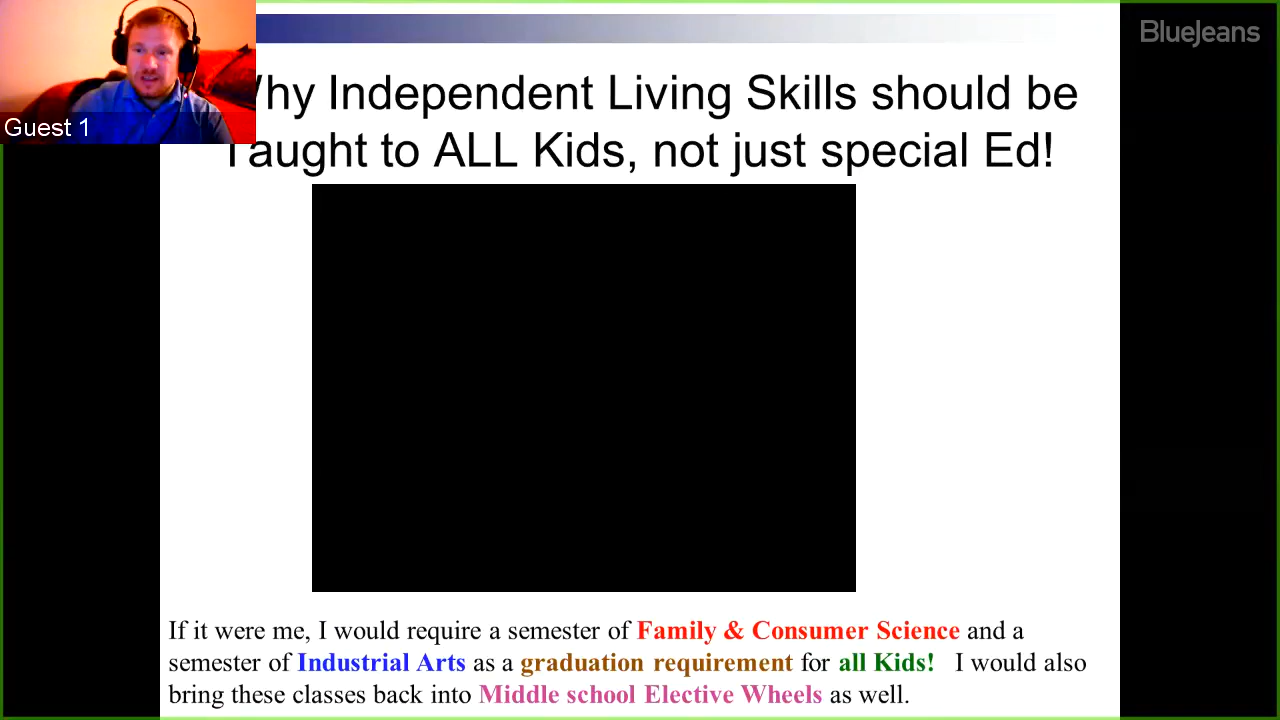 BlueJeans
Guest 1
Why Independent Living Skills should be
Taught to ALL Kids, not just special Ed!
If it were me, I would require a semester of Family & Consumer Science and a
semester of Industrial Arts as a graduation requirement for all Kids! I would also
bring these classes back into Middle school Elective Wheels as well.